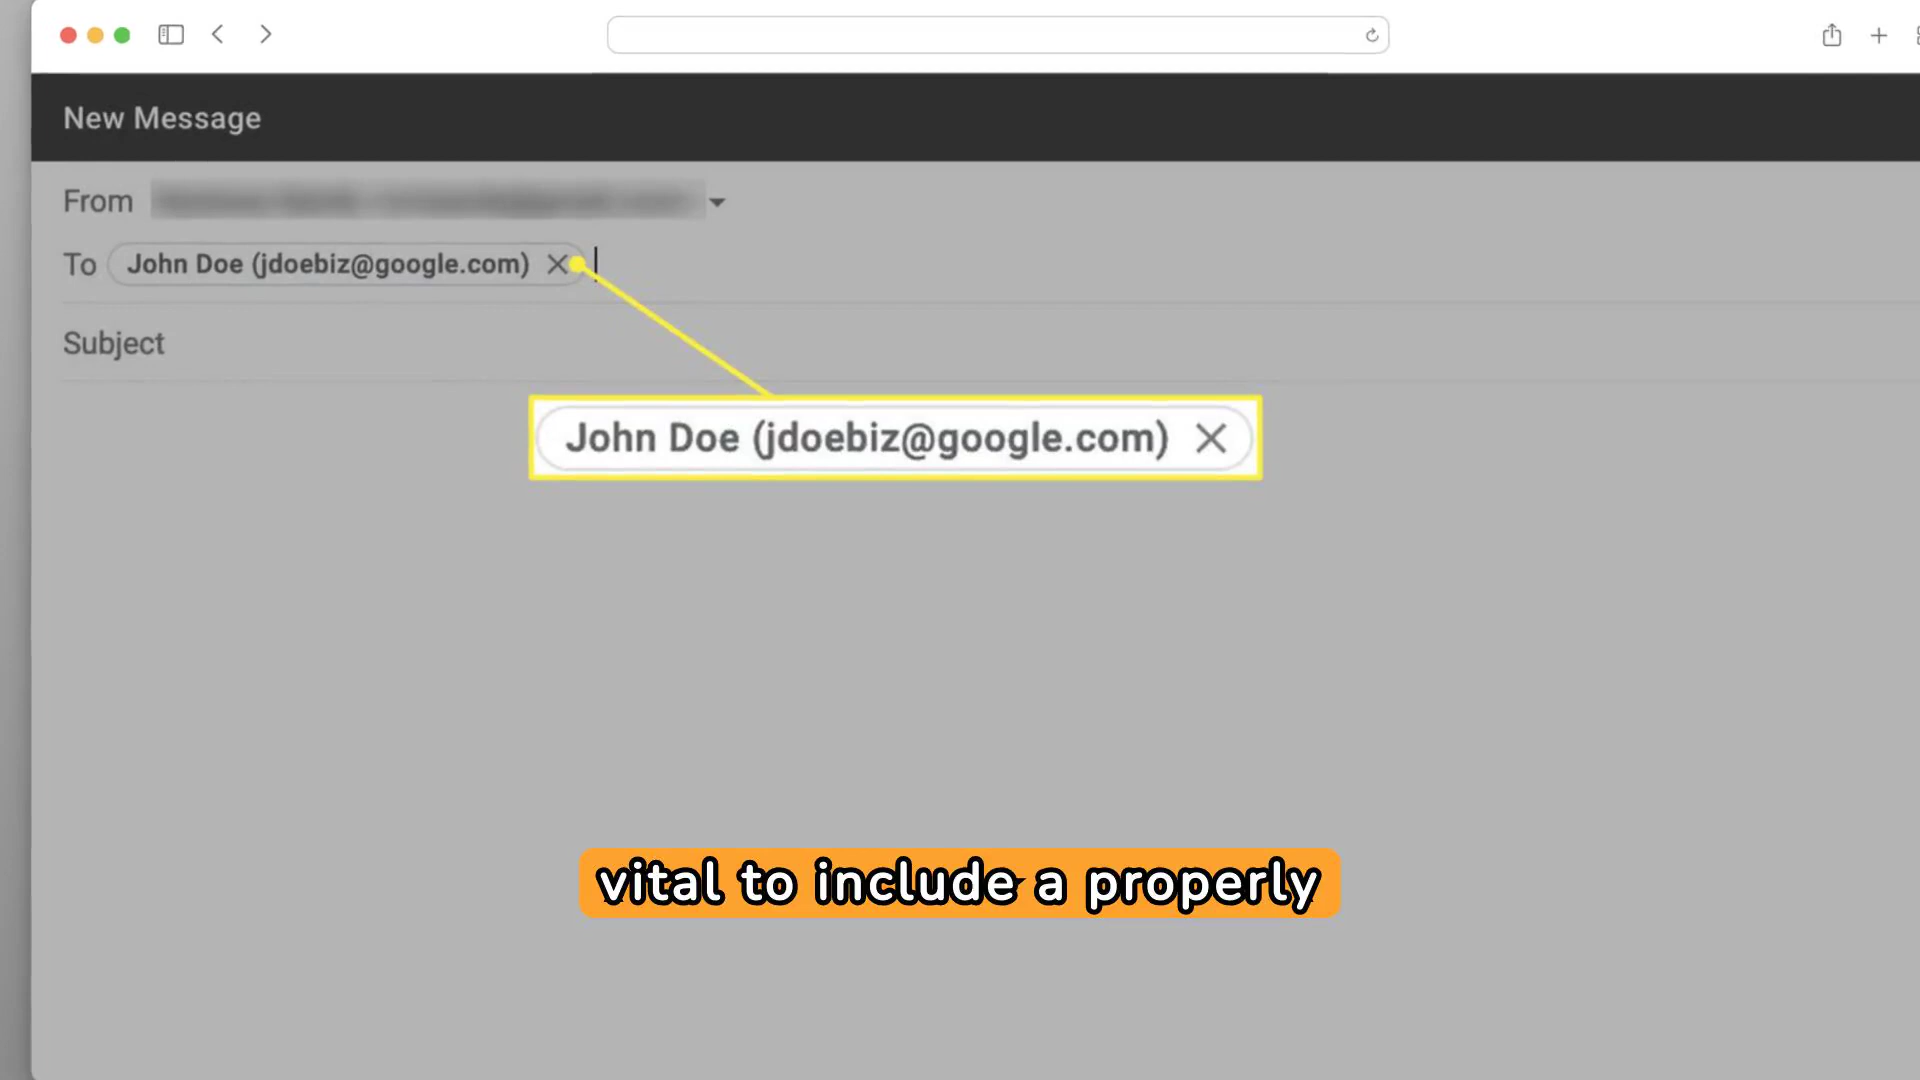 New Message
From
To John Doe (jdoebiz@google.com)
Subject
John Doe (jdoebiz@google.com)
vital to include a properly